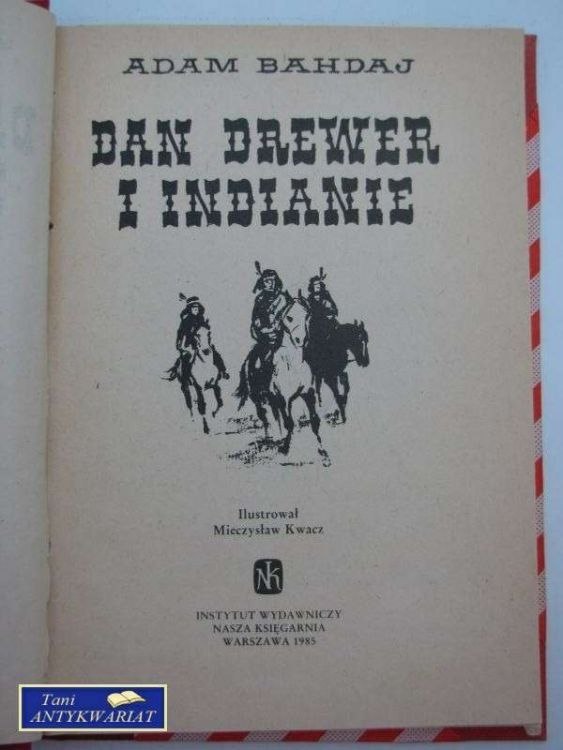 ADAM BAHDAJ
DAN DREWER
I INDIANIE
Ilustrował
Mieczysław Kwacz
NK
INSTYTUT WYDAWNICZY
NASZA KSIĘGARNIA
WARSZAWA 1985
Tani
ANTYKWARIAT